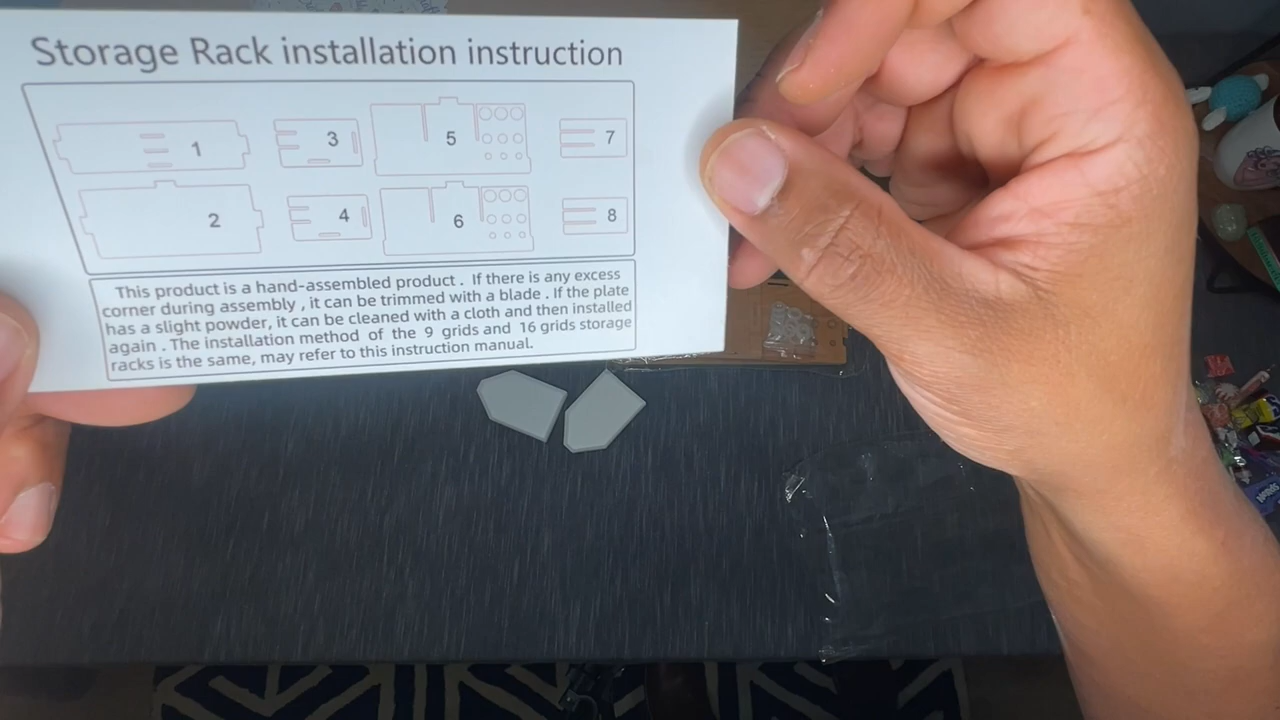 Storage Rack installation instruction
1 3 5 7
2 4 6 8
This product is a hand-assembled product . If there is any excess
corner during assembly , it can be trimmed with a blade . If the plate
has a slight powder, it can be cleaned with a cloth and then installed
again . The installation method of the 9 grids and 16 grids storage
racks is the same, may refer to this instruction manual.